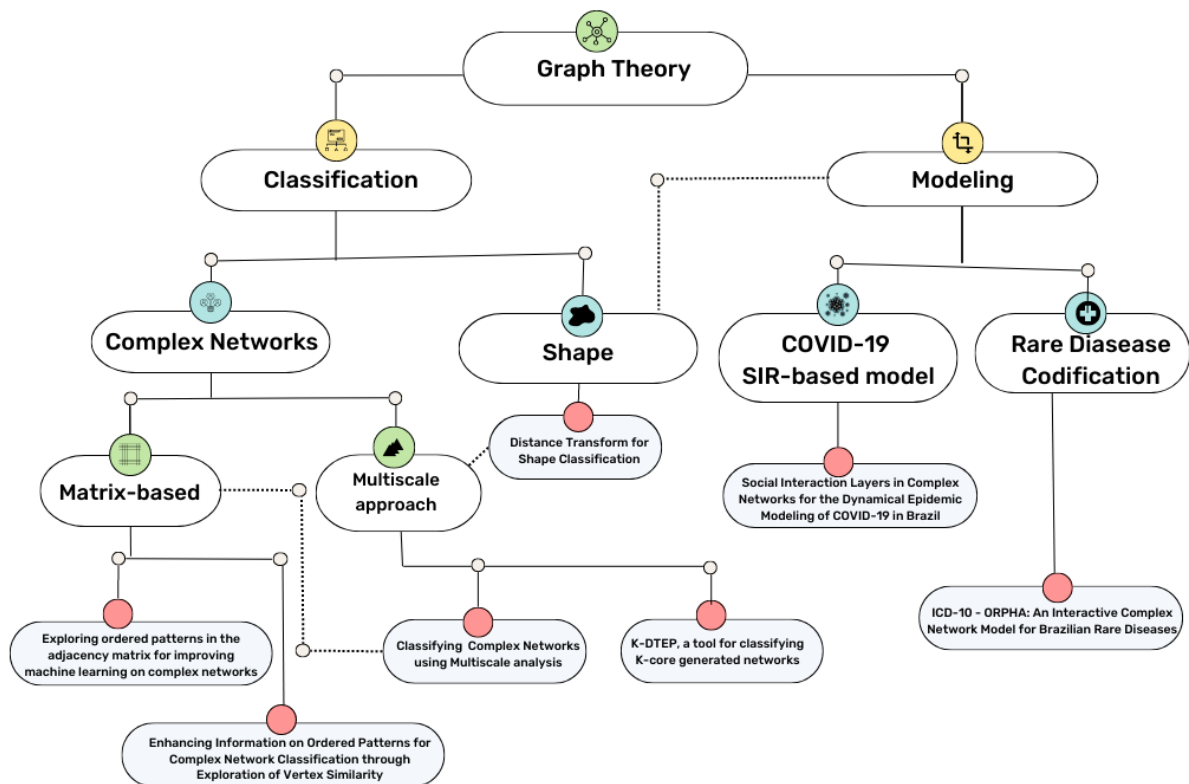 Graph Theory
Classification
Modeling
Complex Networks
Shape
COVID-19
SIR-based model
Rare Diasease
Codification
Distance Transform for
Shape Classification
Matrix-based
Multiscale
approach
Social Interaction Layers in Complex
Networks for the Dynamical Epidemic
Modeling of COVID-19 in Brazil
Exploring ordered patterns in the
adjacency matrix for improving
machine learning on complex networks
Classifying Complex Networks
using Multiscale analysis
K-DTEP, a tool for classifying
K-core generated networks
ICD-10 - ORPHA: An Interactive Complex
Network Model for Brazilian Rare Diseases
Enhancing Information on Ordered Patterns for
Complex Network Classification through
Exploration of Vertex Similarity